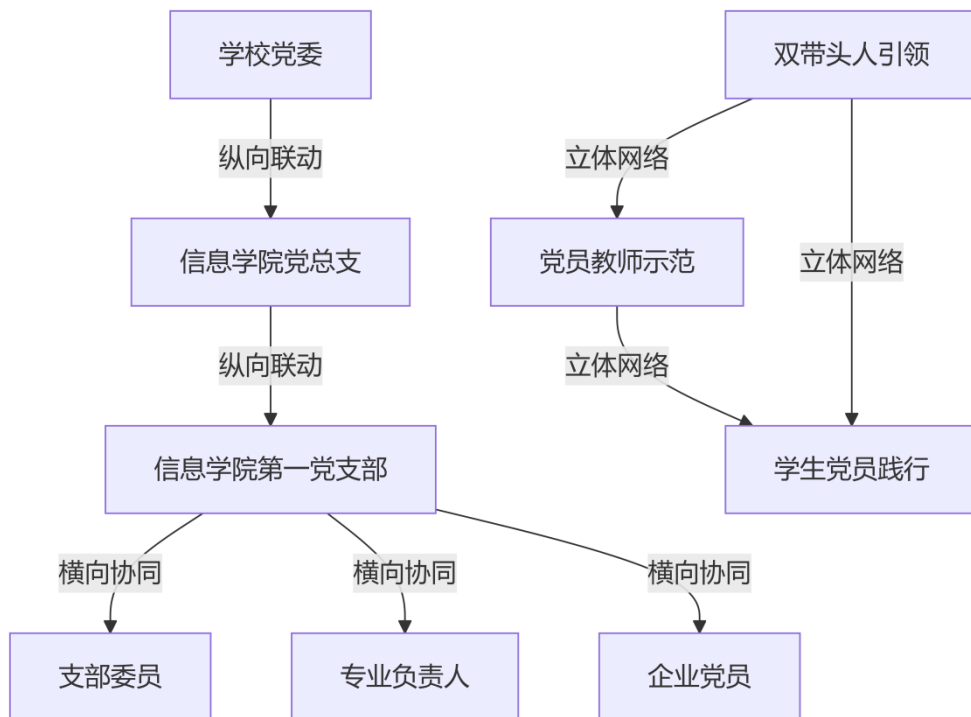 学校党委
双带头人引领
纵向联动
立体网络
信息学院党总支
党员教师示范
立体网络
纵向联动
立体网络
信息学院第一党支部
学生党员践行
横向协同
横向协同
横向协同
支部委员
专业负责人
企业党员